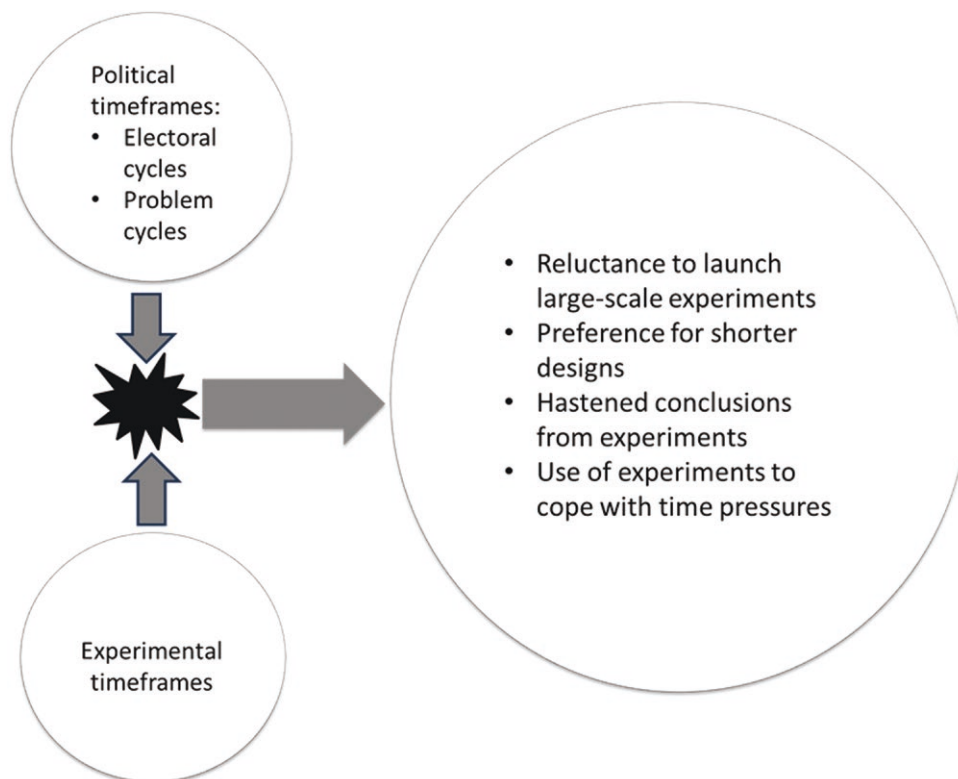 Political
timeframes:
• Electoral
cycles
• Problem
cycles
• Reluctance to launch
large-scale experiments
• Preference for shorter
designs
• Hastened conclusions
from experiments
• Use of experiments to
cope with time pressures
Experimental
timeframes